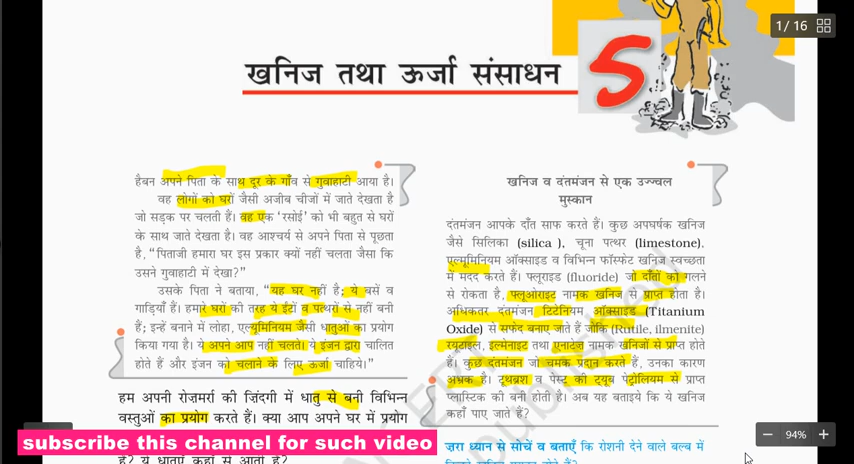 1 / 16
खनिज तथा ऊर्जा संसाधन
5
हैबन अपने पिता के साथ दूर के गाँव से गुवाहाटी आया है।
वह लोगों को घरों जैसी अजीब चीजों में जाते देखता है
जो सड़क पर चलती हैं। वह एक ‘रसोई’ को भी बहुत से घरों
के साथ जाते देखता है। वह आश्चर्य से अपने पिता से पूछता
है, “पिताजी हमारा घर इस प्रकार क्यों नहीं चलता जैसा कि
उसने गुवाहाटी में देखा?”
उसके पिता ने बताया, “यह घर नहीं है; ये बसें व
गाड़ियाँ हैं। हमारे घरों की तरह ये ईंटों व पत्थरों से नहीं बनी
हैं; इन्हें बनाने में लोहा, एल्यूमिनियम जैसी धातुओं का प्रयोग
किया गया है। ये अपने आप नहीं चलते। ये इंजन द्वारा चालित
होते हैं और इंजन को चलाने के लिए ऊर्जा चाहिये।”
हम अपनी रोज़मर्रा की ज़िंदगी में धातु से बनी विभिन्न
वस्तुओं का प्रयोग करते हैं। क्या आप अपने घर में प्रयोग
है? ये धातुएं कहाँ से आती हैं?
खनिज व दंतमंजन से एक उज्ज्वल
मुस्कान
दंतमंजन आपके दाँत साफ करते हैं। कुछ अपघर्षक खनिज
जैसे सिलिका (silica ), चूना पत्थर (limestone),
एल्यूमिनियम ऑक्साइड व विभिन्न फॉस्फेट खनिज स्वच्छता
में मदद करते हैं। फ्लूराइड (fluoride) जो दाँतों को गलने
से रोकता है, फ्लूओराइट नामक खनिज से प्राप्त होता है।
अधिकतर दंतमंजन टिटेनियम ऑक्साइड (Titanium
Oxide) से सफेद बनाए जाते हैं जोकि (Rutile, ilmenite)
रयूटाइल, इल्मेनाइट तथा एनाटेज नामक खनिजों से प्राप्त होते
हैं। कुछ दंतमंजन जो चमक प्रदान करते हैं, उनका कारण
अभ्रक है। टूथब्रश व पेस्ट की ट्यूब पेट्रोलियम से प्राप्त
प्लास्टिक की बनी होती है। अब यह बताइये कि ये खनिज
कहाँ पाए जाते हैं?
ज़रा ध्यान से सोचें व बताएँ कि रोशनी देने वाले बल्ब में
94%
subscribe this channel for such video